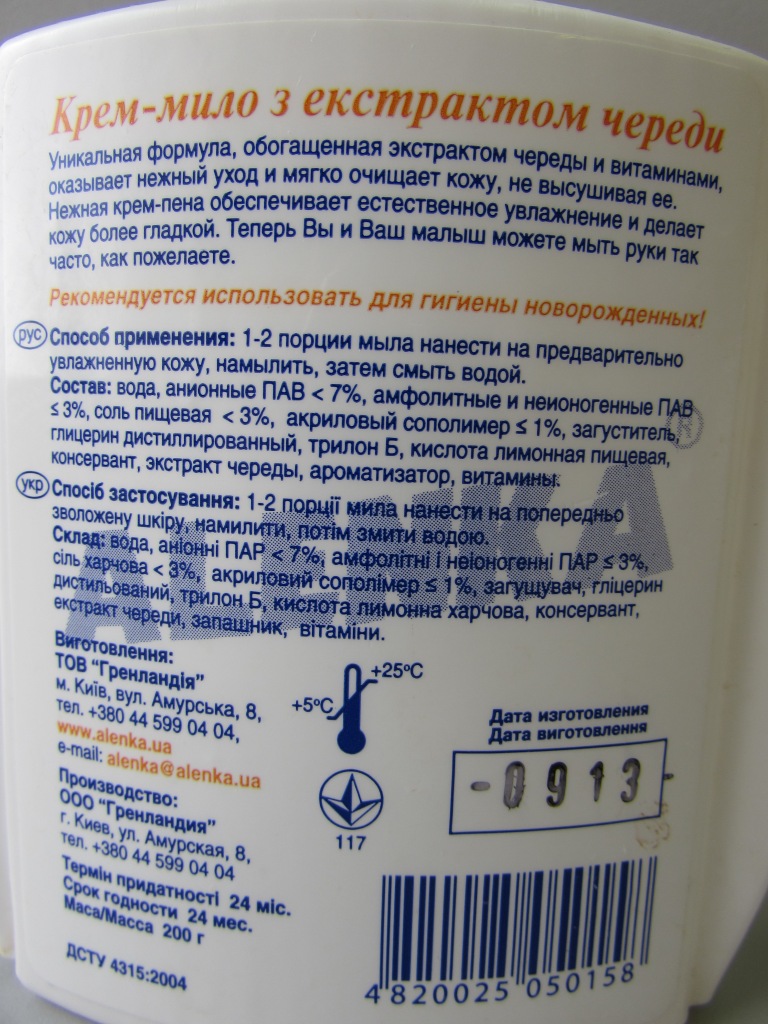 Крем-мило з екстрактом череди
Уникальная формула, обогащенная экстрактом череды и витаминами,
оказывает нежный уход и мягко очищает кожу, не высушивая ее.
Нежная крем-пена обеспечивает естественное увлажнение и делает
кожу более гладкой. Теперь Вы и Ваш малыш можете мыть руки так
часто, как пожелаете.
Рекомендуется использовать для гигиены новорожденных!
рус Способ применения: 1-2 порции мыла нанести на предварительно
увлажненную кожу, намылить, затем смыть водой.
Состав: вода, анионные ПАВ < 7%, амфолитные и неионогенные ПАВ
≤ 3%, соль пищевая < 3%, акриловый сополимер ≤ 1%, загуститель,
глицерин дистиллированный, трилон Б, кислота лимонная пищевая,
консервант, экстракт череды, ароматизатор, витамины.
укр Спосіб застосування: 1-2 порції мила нанести на попередньо
зволожену шкіру, намилити, потім змити водою.
Склад: вода, аніонні ПАР < 7%, амфолітні і неіоногенні ПАР ≤ 3%,
сіль харчова < 3%, акриловий сополімер ≤ 1%, загущувач, гліцерин
дистильований, трилон Б, кислота лимонна харчова, консервант,
екстракт череди, запашник, вітаміни.
ALENKA®
Виготовлення:
ТОВ "Гренландія"
м. Київ, вул. Амурська, 8,
тел. +380 44 599 04 04,
www.alenka.ua
e-mail: alenka@alenka.ua
Производство:
ООО "Гренландия"
г. Киев, ул. Амурская, 8,
тел. +380 44 599 04 04
Термін придатності 24 міс.
Срок годности 24 мес.
Маса/Масса 200 г
ДСТУ 4315:2004
+25ºC
+5ºC
117
Дата изготовления
Дата виготовлення
-0913-
4 820025 050158